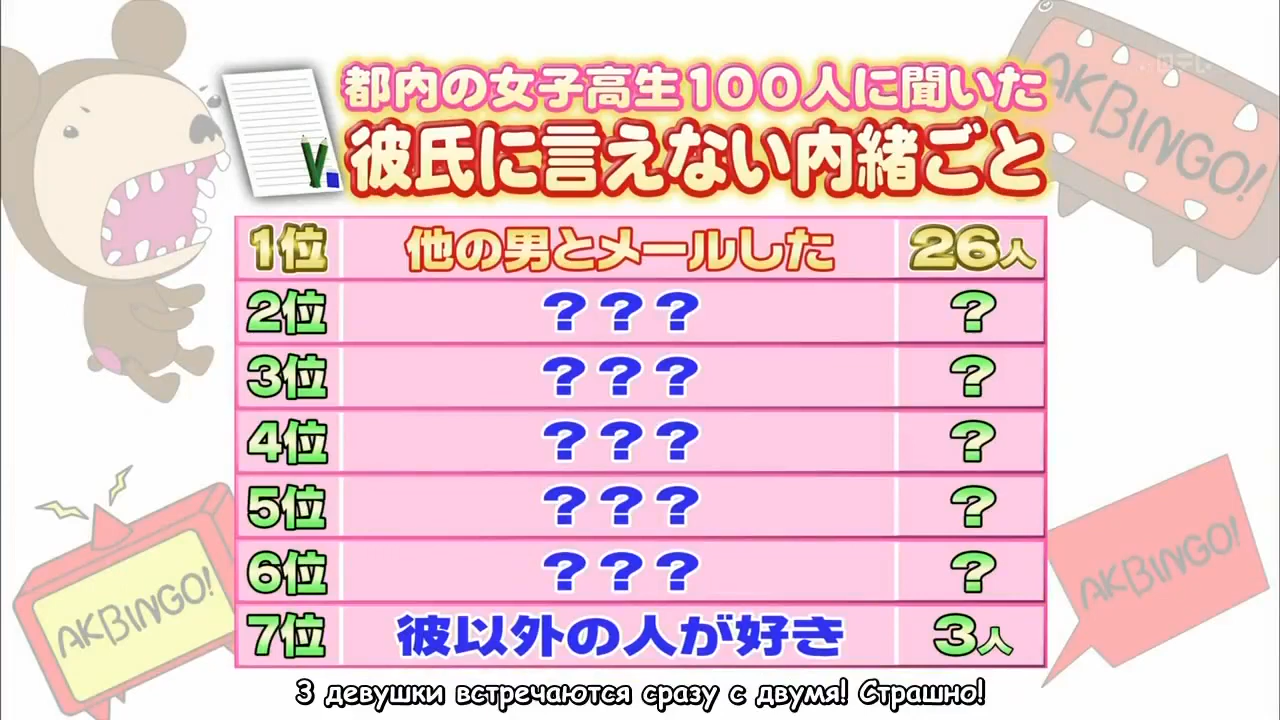 都内の女子高生100人に聞いた
彼氏に言えない内緒ごと
1位 他の男とメールした 26人
2位 ??? ?
3位 ??? ?
4位 ??? ?
5位 ??? ?
6位 ??? ?
7位 彼以外の人が好き 3人
3 девушки встречаются сразу с двумя! Страшно!
AKBINGO!
AKBINGO!
AKBINGO!
日テレ